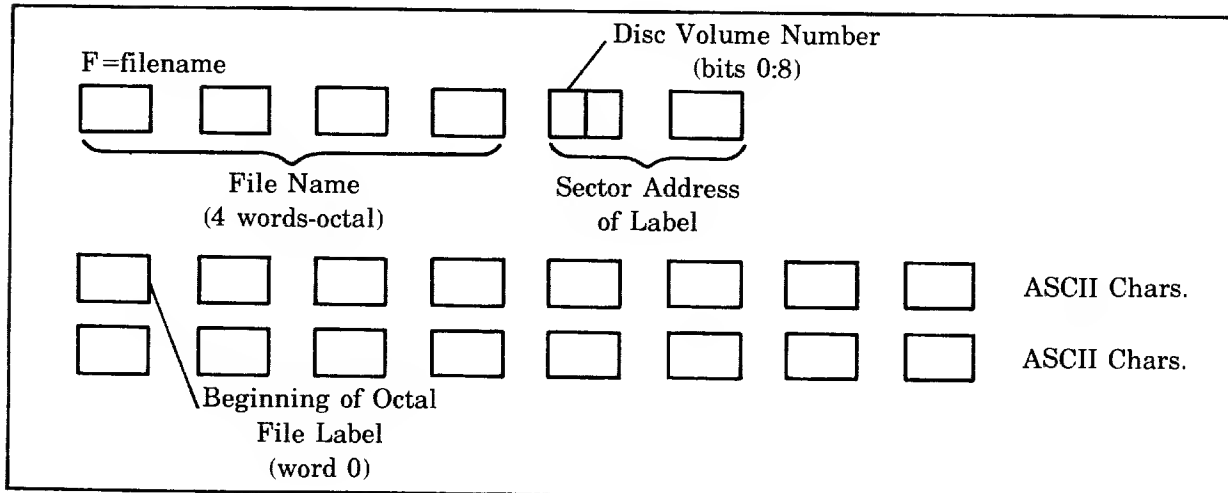 Disc Volume Number
(bits 0:8)
F=filename
File Name
(4 words-octal)
Sector Address
of Label
ASCII Chars.
ASCII Chars.
Beginning of Octal
File Label
(word 0)